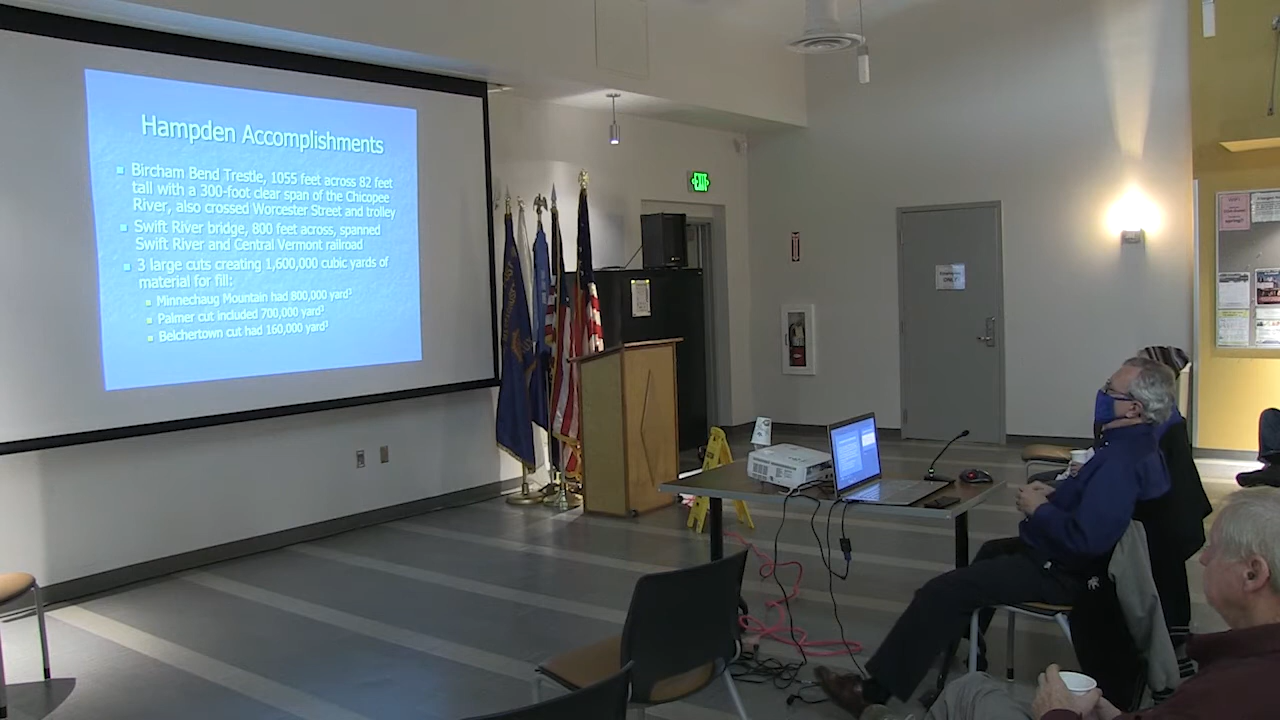 Hampden Accomplishments
Bircham Bend Trestle, 1055 feet across 82 feet
tall with a 300-foot clear span of the Chicopee
River, also crossed Worcester Street and trolley
Swift River bridge, 800 feet across, spanned
Swift River and Central Vermont railroad
3 large cuts creating 1,600,000 cubic yards of
material for fill:
Minnechaug Mountain had 800,000 yard³
Palmer cut included 700,000 yard³
Belchertown cut had 160,000 yard³
EXIT
ONLY